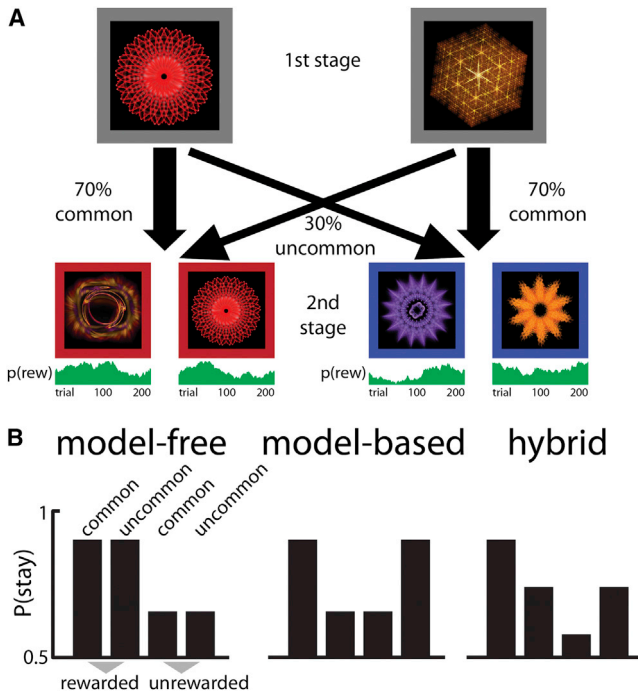 A
1st stage
70%
common
30%
uncommon
70%
common
2nd
stage
p(rew)
trial 100 200
trial 100 200
p(rew)
trial 100 200
trial 100 200
B
model-free model-based hybrid
common uncommon common uncommon
1
P(stay)
0.5
rewarded unrewarded